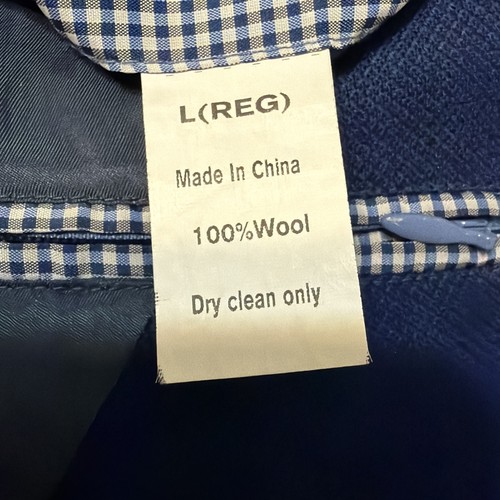 L(REG)
Made In China
100%Wool
Dry clean only